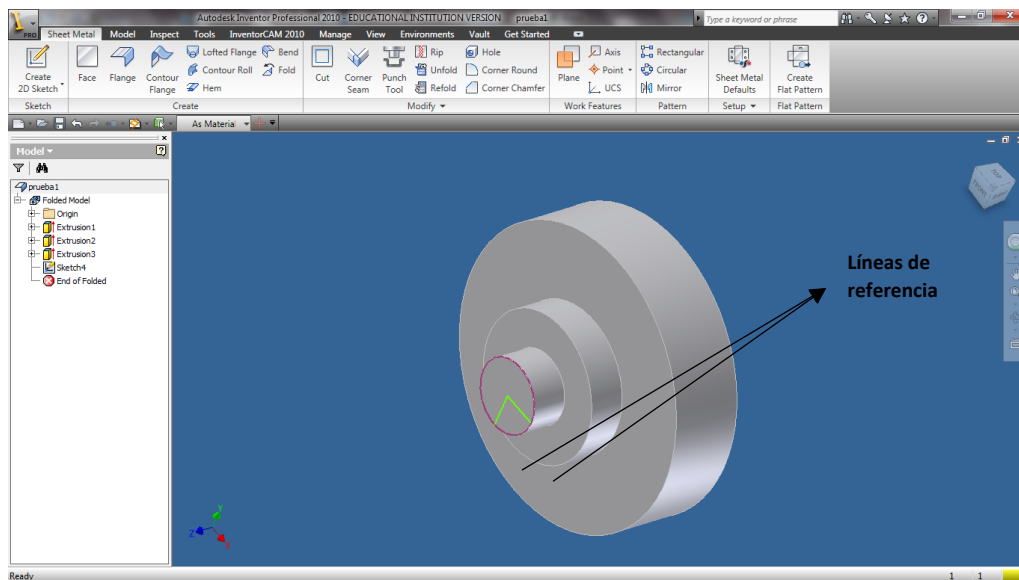 Autodesk Inventor Professional 2010 - EDUCATIONAL INSTITUTION VERSION prueba1
Type a keyword or phrase
PRO
Sheet Metal Model Inspect Tools InventorCAM 2010 Manage View Environments Vault Get Started
Create 2D Sketch
Face
Flange
Contour Flange
Lofted Flange
Bend
Contour Roll
Fold
Hem
Cut
Corner Seam
Punch Tool
Rip
Unfold
Refold
Hole
Corner Round
Corner Chamfer
Plane
Axis
Point
UCS
Rectangular
Circular
Mirror
Sheet Metal Defaults
Create Flat Pattern
Sketch Create Modify Work Features Pattern Setup Flat Pattern
As Material
Model
prueba1
Folded Model
Origin
Extrusion1
Extrusion2
Extrusion3
Sketch4
End of Folded
TOP
FRONT
Líneas de
referencia
Y
Z
X
Ready
1 1